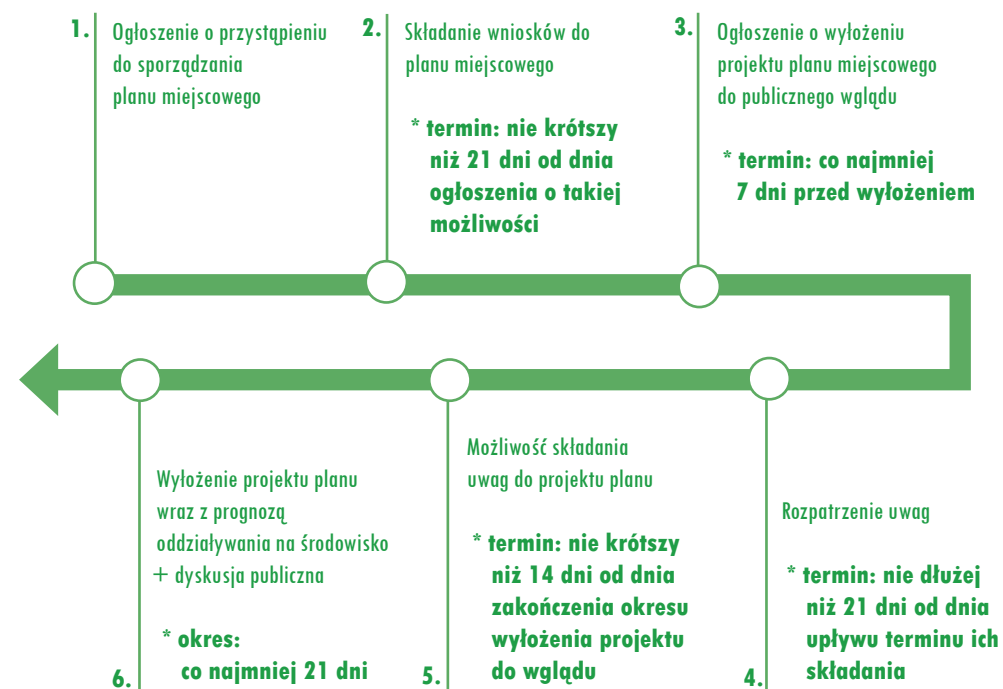 1.
Ogłoszenie o przystąpieniu
do sporządzania
planu miejscowego
2.
Składanie wniosków do
planu miejscowego
* termin: nie krótszy
niż 21 dni od dnia
ogłoszenia o takiej
możliwości
3.
Ogłoszenie o wyłożeniu
projektu planu miejscowego
do publicznego wglądu
* termin: co najmniej
7 dni przed wyłożeniem
4.
Rozpatrzenie uwag
* termin: nie dłużej
niż 21 dni od dnia
upływu terminu ich
składania
5.
Możliwość składania
uwag do projektu planu
* termin: nie krótszy
niż 14 dni od dnia
zakończenia okresu
wyłożenia projektu
do wglądu
6.
Wyłożenie projektu planu
wraz z prognozą
oddziaływania na środowisko
+ dyskusja publiczna
* okres:
co najmniej 21 dni